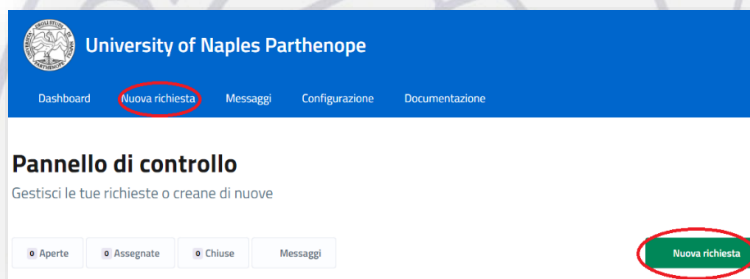 University of Naples Parthenope
Dashboard Nuova richiesta Messaggi Configurazione Documentazione
Pannello di controllo
Gestisci le tue richieste o creane di nuove
0 Aperte 0 Assegnate 0 Chiuse Messaggi Nuova richiesta